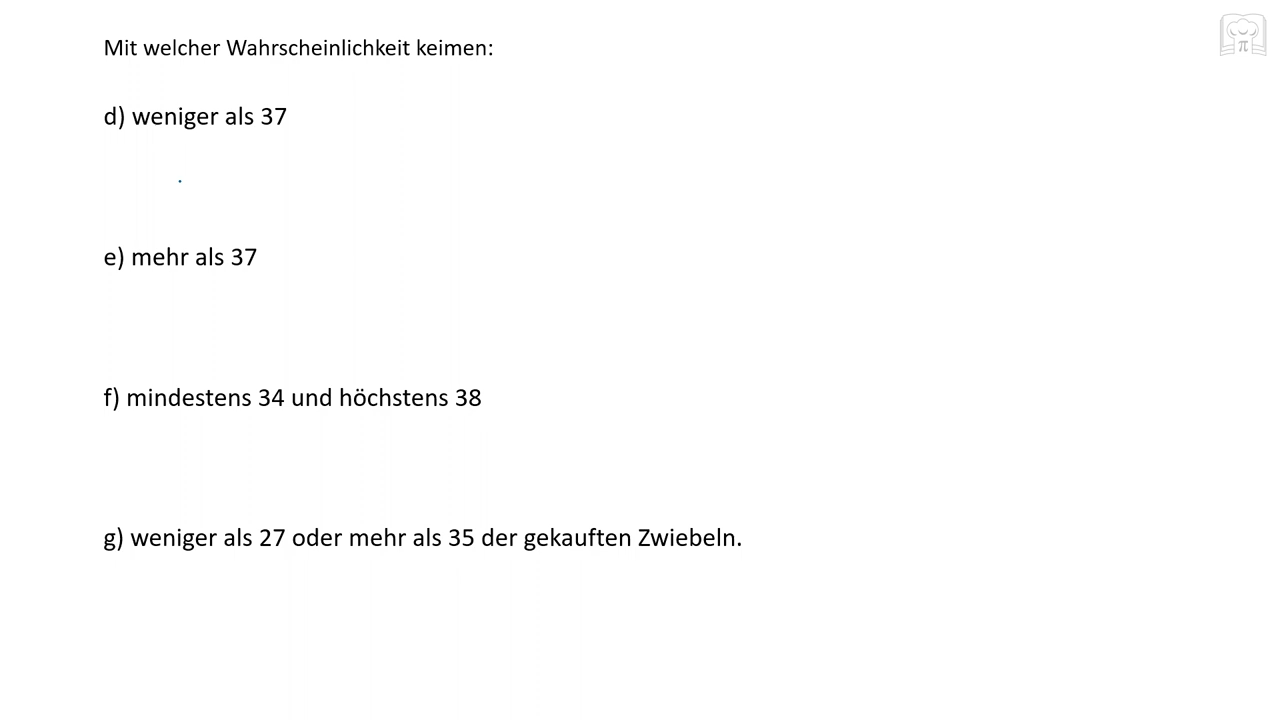 Mit welcher Wahrscheinlichkeit keimen:
d) weniger als 37
e) mehr als 37
f) mindestens 34 und höchstens 38
g) weniger als 27 oder mehr als 35 der gekauften Zwiebeln.
π